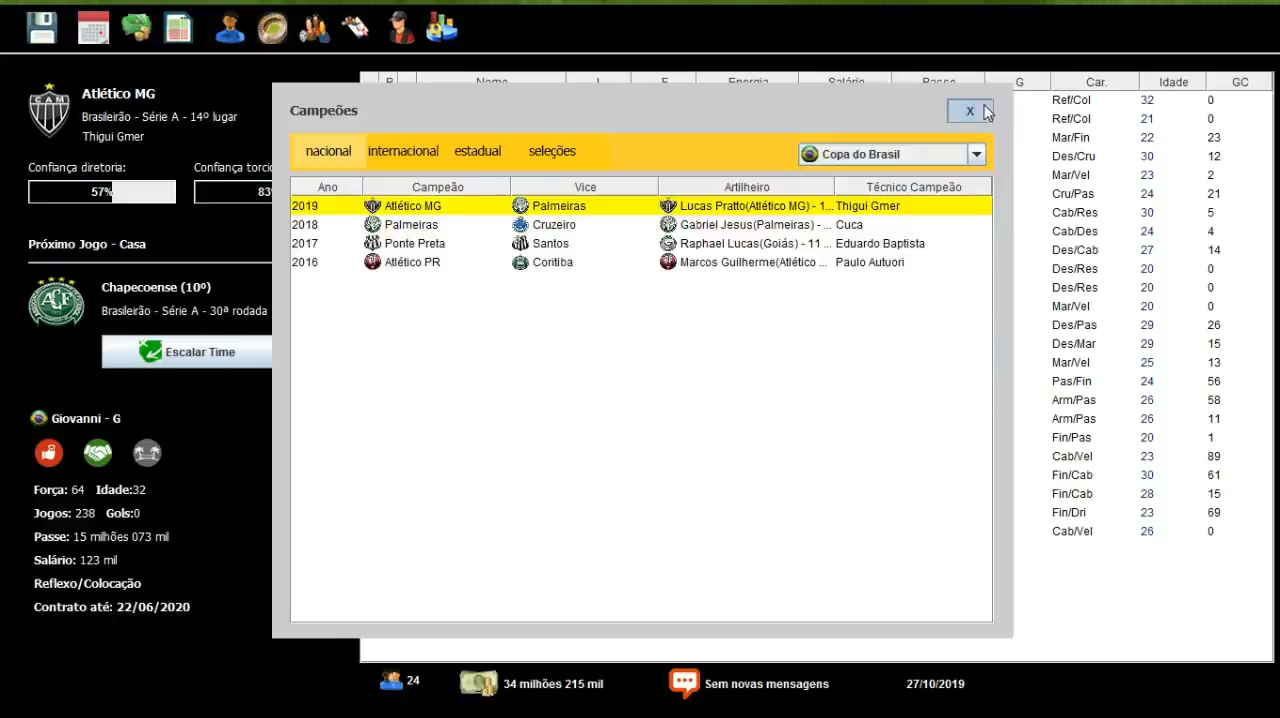 Atlético MG
Brasileirão - Série A - 14º lugar
Thigui Gmer
Confiança diretoria:
57%
Próximo Jogo - Casa
Chapecoense (10º)
Brasileirão - Série A - 30ª rodada
Escalar Time
Giovanni - G
Força: 64 Idade:32
Jogos: 238 Gols:0
Passe: 15 milhões 073 mil
Salário: 123 mil
Reflexo/Colocação
Contrato até: 22/06/2020
Campeões
X
nacional internacional estadual seleções
Copa do Brasil
Ano Campeão Vice Artilheiro Técnico Campeão
2019 Atlético MG Palmeiras Lucas Pratto(Atlético MG) - 1... Thigui Gmer
2018 Palmeiras Cruzeiro Gabriel Jesus(Palmeiras) - ... Cuca
2017 Ponte Preta Santos Raphael Lucas(Goiás) - 11 ... Eduardo Baptista
2016 Atlético PR Coritiba Marcos Guilherme(Atlético ... Paulo Autuori
G Car. Idade GC
Ref/Col 32 0
Ref/Col 21 0
Mar/Fin 22 23
Des/Cru 30 12
Mar/Vel 23 2
Cru/Pas 24 21
Cab/Res 30 5
Cab/Des 24 4
Des/Cab 27 14
Des/Res 20 0
Des/Res 20 0
Mar/Vel 20 0
Des/Pas 29 26
Des/Mar 29 15
Mar/Vel 25 13
Pas/Fin 24 56
Arm/Pas 26 58
Arm/Pas 26 11
Fin/Pas 20 1
Cab/Vel 23 89
Fin/Cab 30 61
Fin/Cab 28 15
Fin/Dri 23 69
Cab/Vel 26 0
24 34 milhões 215 mil Sem novas mensagens 27/10/2019